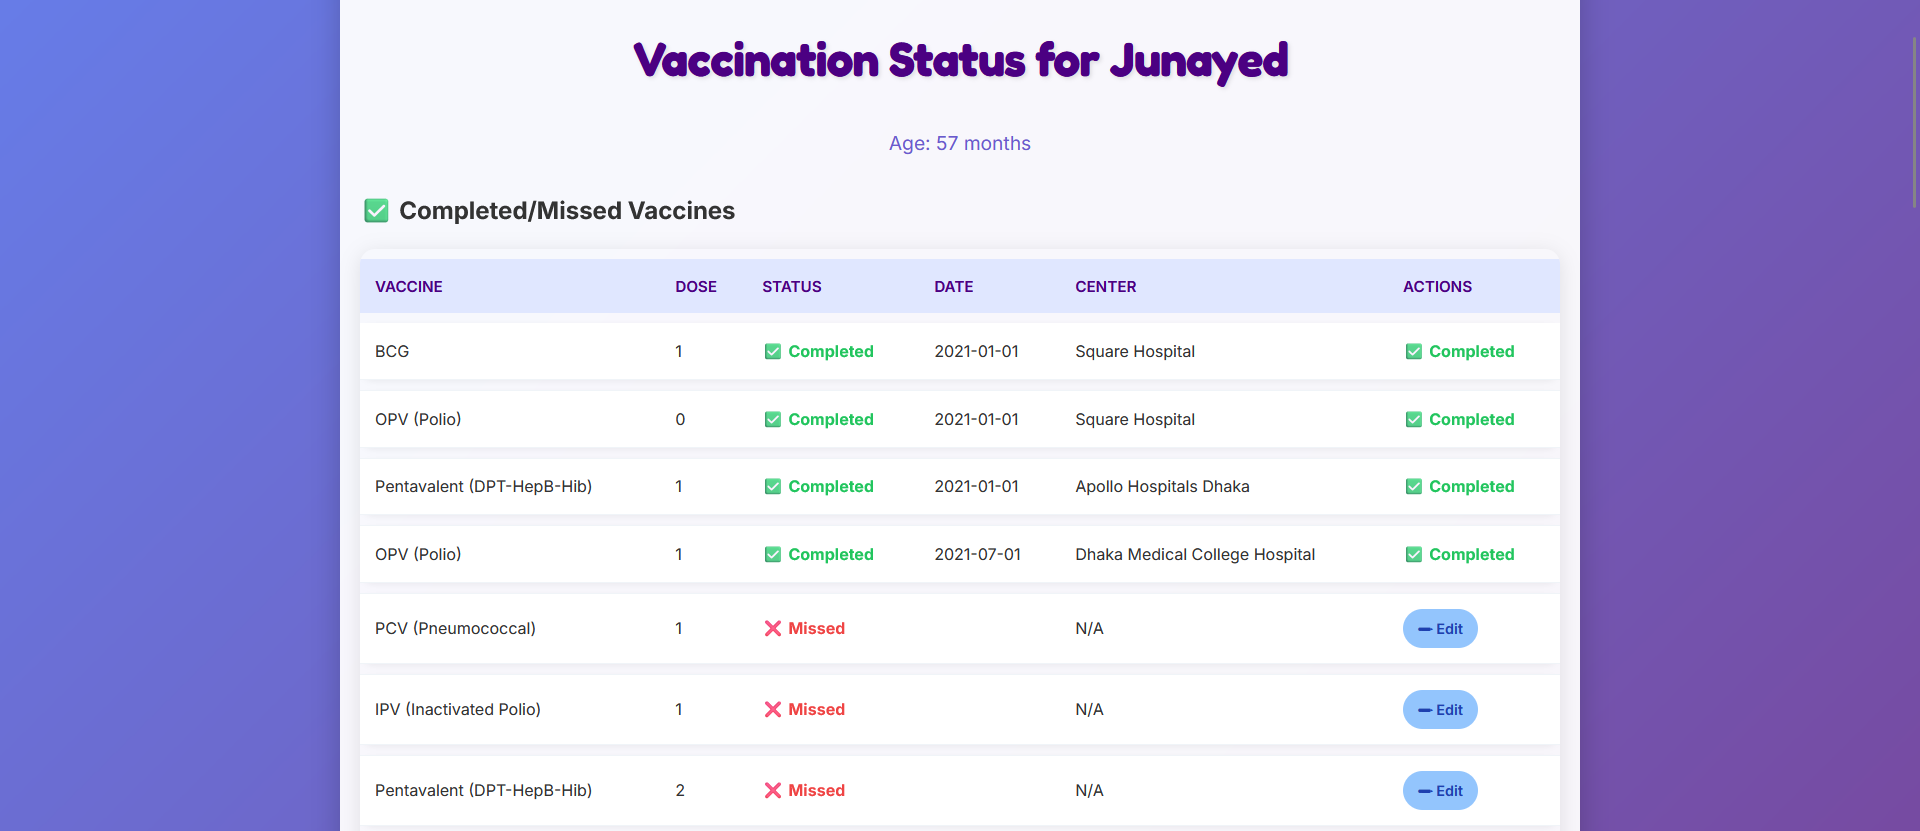 Vaccination Status for Junayed
Age: 57 months
✅ Completed/Missed Vaccines
VACCINE DOSE STATUS DATE CENTER ACTIONS
BCG 1 ✅ Completed 2021-01-01 Square Hospital ✅ Completed
OPV (Polio) 0 ✅ Completed 2021-01-01 Square Hospital ✅ Completed
Pentavalent (DPT-HepB-Hib) 1 ✅ Completed 2021-01-01 Apollo Hospitals Dhaka ✅ Completed
OPV (Polio) 1 ✅ Completed 2021-07-01 Dhaka Medical College Hospital ✅ Completed
PCV (Pneumococcal) 1 ❌ Missed N/A Edit
IPV (Inactivated Polio) 1 ❌ Missed N/A Edit
Pentavalent (DPT-HepB-Hib) 2 ❌ Missed N/A Edit